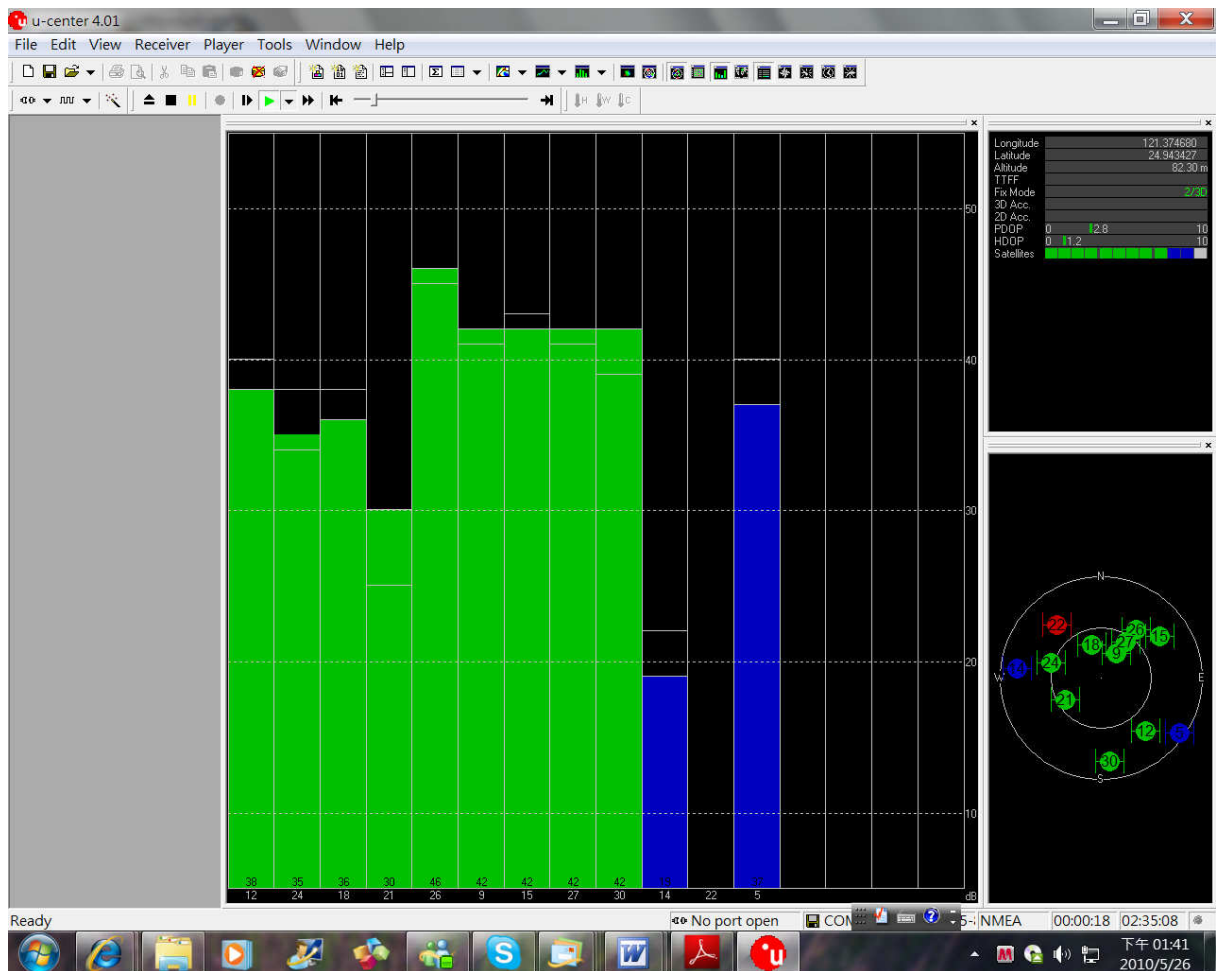 u-center 4.01
File Edit View Receiver Player Tools Window Help
Longitude 121.374680
Latitude 24.943427
Altitude 82.30 m
TTFF
Fix Mode 2/3D
3D Acc.
2D Acc.
PDOP 0 2.8 10
HDOP 0 1.2 10
Satellites
50
40
30
20
10
dB
38 35 36 30 46 42 42 42 42 19 37
12 24 18 21 26 9 15 27 30 14 22 5
N
22 26 15
18 27 9
24 14
W E
21
12 5
30
S
Ready No port open COM NMEA 00:00:18 02:35:08
下午 01:41
2010/5/26